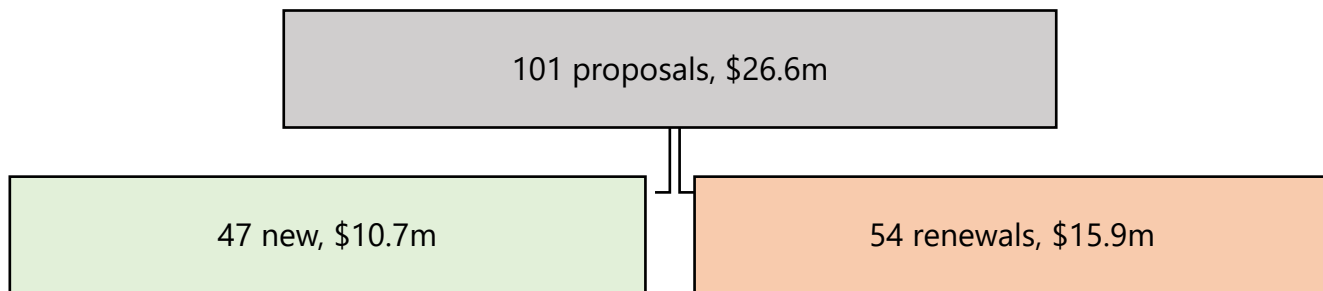 101 proposals, $26.6m
47 new, $10.7m
54 renewals, $15.9m